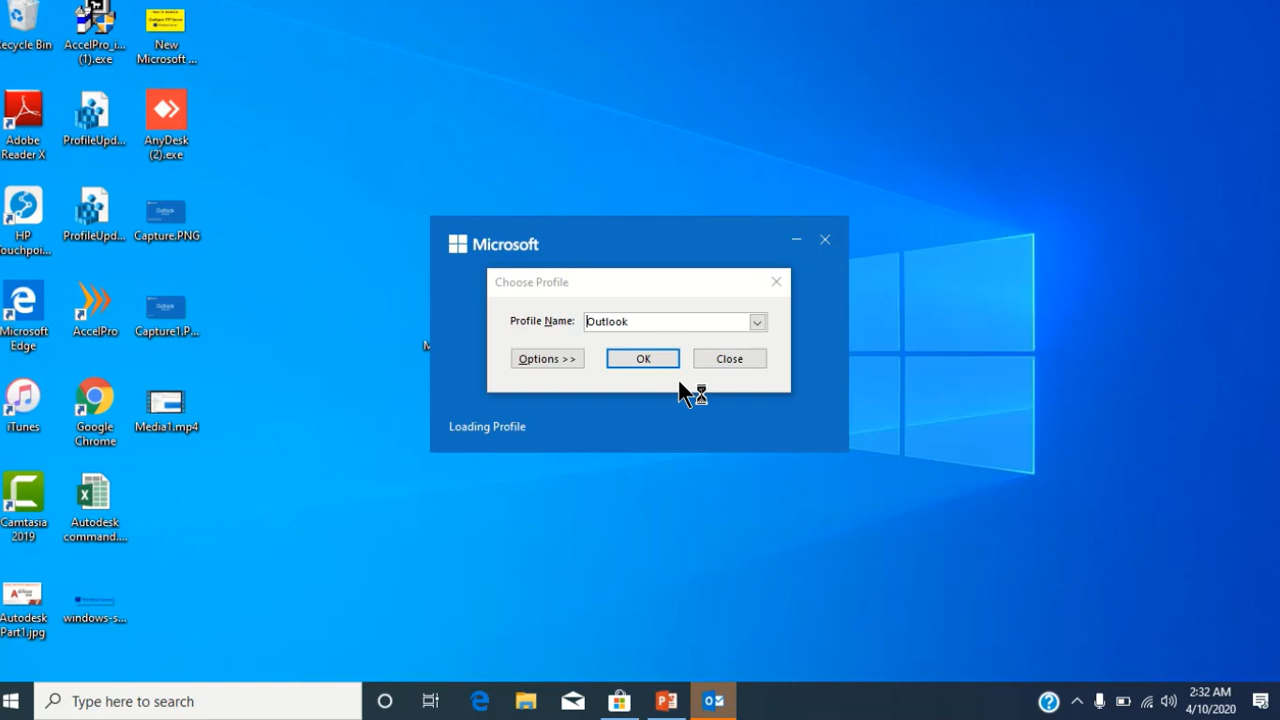 Recycle Bin
AccelPro_i...
(1).exe
New
Microsoft ...
Adobe
Reader X
ProfileUpd...
AnyDesk
(2).exe
HP
Touchpoi...
ProfileUpd...
Capture.PNG
Microsoft
Edge
AccelPro
Capture1.P...
iTunes
Google
Chrome
Media1.mp4
Camtasia
2019
Autodesk
command....
Autodesk
Part1.jpg
windows-s...
Microsoft
Choose Profile
Profile Name:
Outlook
Options >>
OK
Close
Loading Profile
Type here to search
2:32 AM
4/10/2020